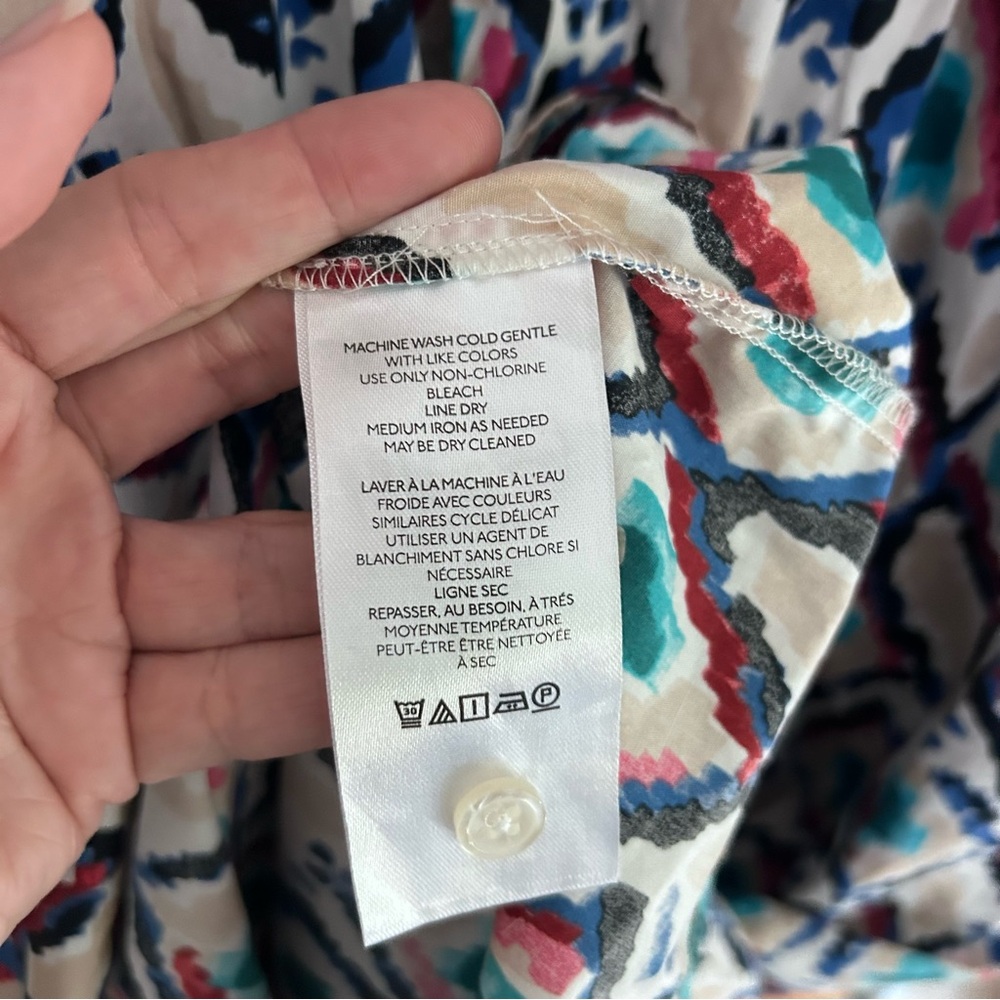 MACHINE WASH COLD GENTLE
WITH LIKE COLORS
USE ONLY NON-CHLORINE
BLEACH
LINE DRY
MEDIUM IRON AS NEEDED
MAY BE DRY CLEANED
LAVER À LA MACHINE À L'EAU
FROIDE AVEC COULEURS
SIMILAIRES CYCLE DÉLICAT
UTILISER UN AGENT DE
BLANCHIMENT SANS CHLORE SI
NÉCESSAIRE
LIGNE SEC
REPASSER, AU BESOIN, À TRÉS
MOYENNE TEMPÉRATURE
PEUT-ÊTRE ÊTRE NETTOYÉE
À SEC
30 P